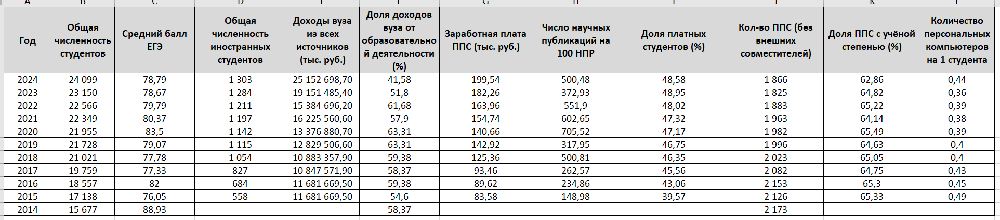 A B C D E F G H I J K L
Год Общая численность студентов Средний балл ЕГЭ Общая численность иностранных студентов Доходы вуза из всех источников (тыс. руб.) Доля доходов вуза от образовательной деятельности (%) Заработная плата ППС (тыс. руб.) Число научных публикаций на 100 НПР Доля платных студентов (%) Кол-во ППС (без внешних совместителей) Доля ППС с учёной степенью (%) Количество персональных компьютеров на 1 студента
2024 24 099 78,79 1 303 25 152 698,70 41,58 199,54 500,48 48,58 1 866 62,86 0,44
2023 23 150 78,67 1 284 19 151 485,40 51,8 182,26 372,93 48,95 1 825 64,82 0,36
2022 22 566 79,79 1 211 15 384 696,20 61,68 163,96 551,9 48,02 1 883 65,22 0,39
2021 22 349 80,37 1 197 16 225 560,60 57,9 154,74 602,65 47,32 1 963 64,14 0,38
2020 21 955 83,5 1 142 13 376 880,70 63,31 140,66 705,52 47,17 1 982 65,49 0,39
2019 21 728 79,07 1 115 12 829 506,60 63,31 142,92 317,95 46,75 1 996 64,63 0,4
2018 21 021 77,78 1 054 10 883 357,90 59,38 125,36 500,81 46,35 2 023 65,05 0,4
2017 19 759 77,33 827 10 847 571,90 58,37 93,46 262,57 45,56 2 082 64,75 0,43
2016 18 557 82 684 11 681 669,50 59,38 89,62 234,86 43,06 2 153 65,3 0,45
2015 17 138 76,05 558 11 681 669,50 54,6 83,58 148,98 39,57 2 126 65,33 0,49
2014 15 677 88,93 58,37 2 173